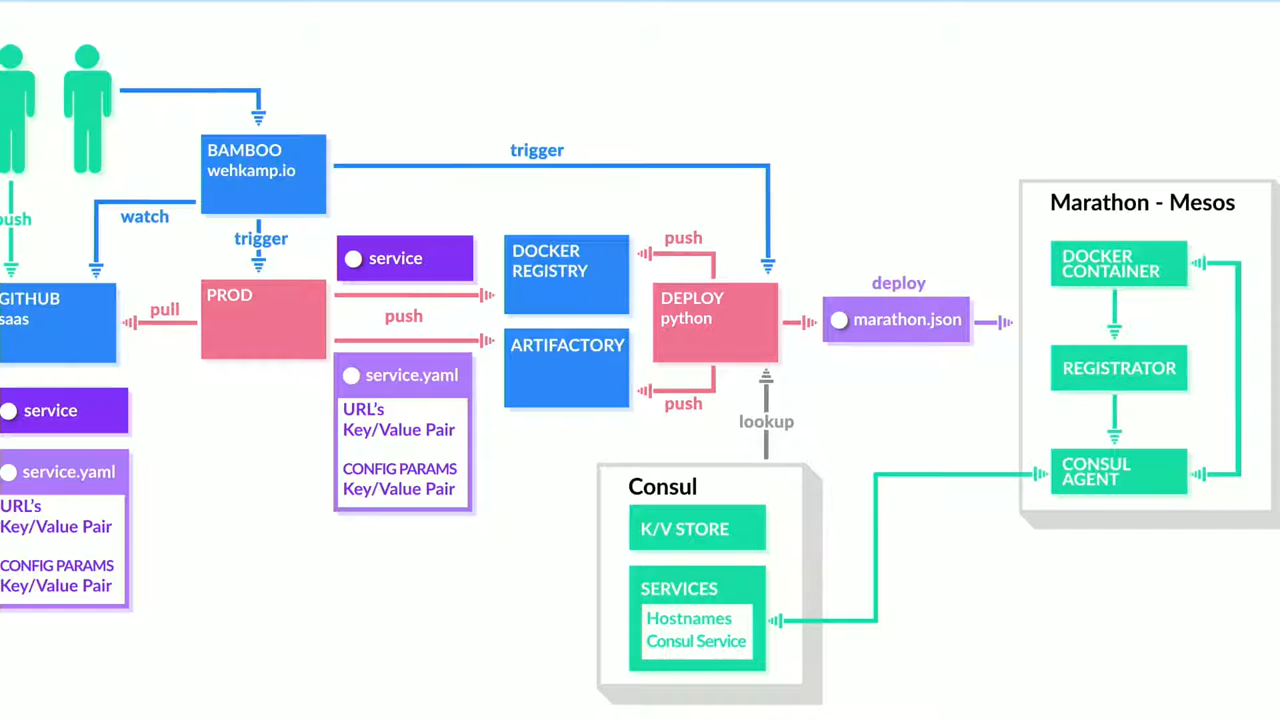 BAMBOO
wehkamp.io
trigger
watch
trigger
push
GITHUB
saas
pull
PROD
service
push
service.yaml
URL's
Key/Value Pair
CONFIG PARAMS
Key/Value Pair
service
service.yaml
URL's
Key/Value Pair
CONFIG PARAMS
Key/Value Pair
DOCKER
REGISTRY
ARTIFACTORY
push
DEPLOY
python
push
lookup
deploy
marathon.json
Consul
K/V STORE
SERVICES
Hostnames
Consul Service
Marathon - Mesos
DOCKER
CONTAINER
REGISTRATOR
CONSUL
AGENT